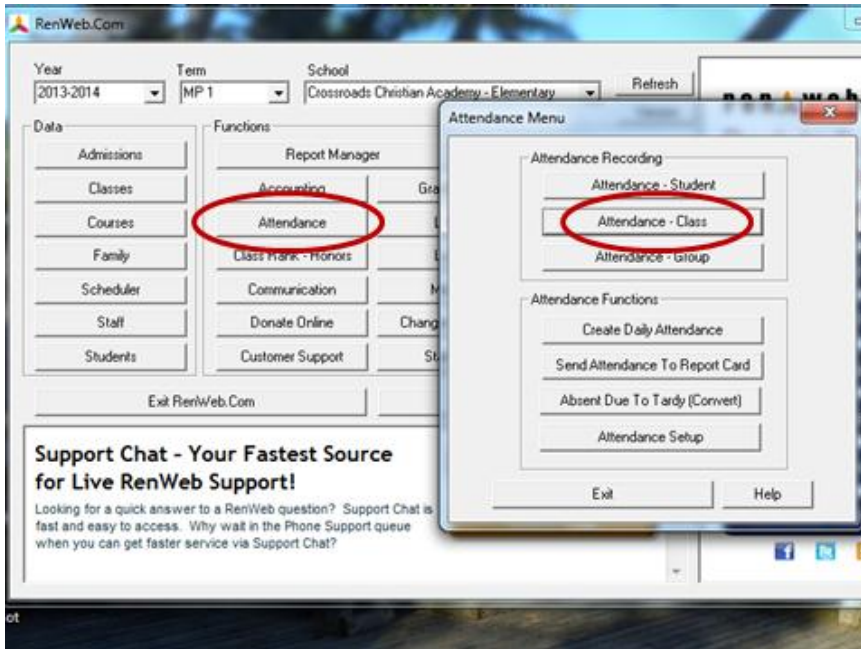 RenWeb.Com
Year Term School
2013-2014 MP 1 Crossroads Christian Academy - Elementary Refresh
Data Functions
Admissions Report Manager
Classes Accounting Gra
Courses Attendance
Family Class Rank - Honors
Scheduler Communication M
Staff Donate Online Chang
Students Customer Support St
Exit RenWeb.Com
Support Chat - Your Fastest Source
for Live RenWeb Support!
Looking for a quick answer to a RenWeb question? Support Chat is
fast and easy to access. Why wait in the Phone Support queue
when you can get faster service via Support Chat?
Attendance Menu
Attendance Recording
Attendance - Student
Attendance - Class
Attendance - Group
Attendance Functions
Create Daily Attendance
Send Attendance To Report Card
Absent Due To Tardy (Convert)
Attendance Setup
Exit Help
ot